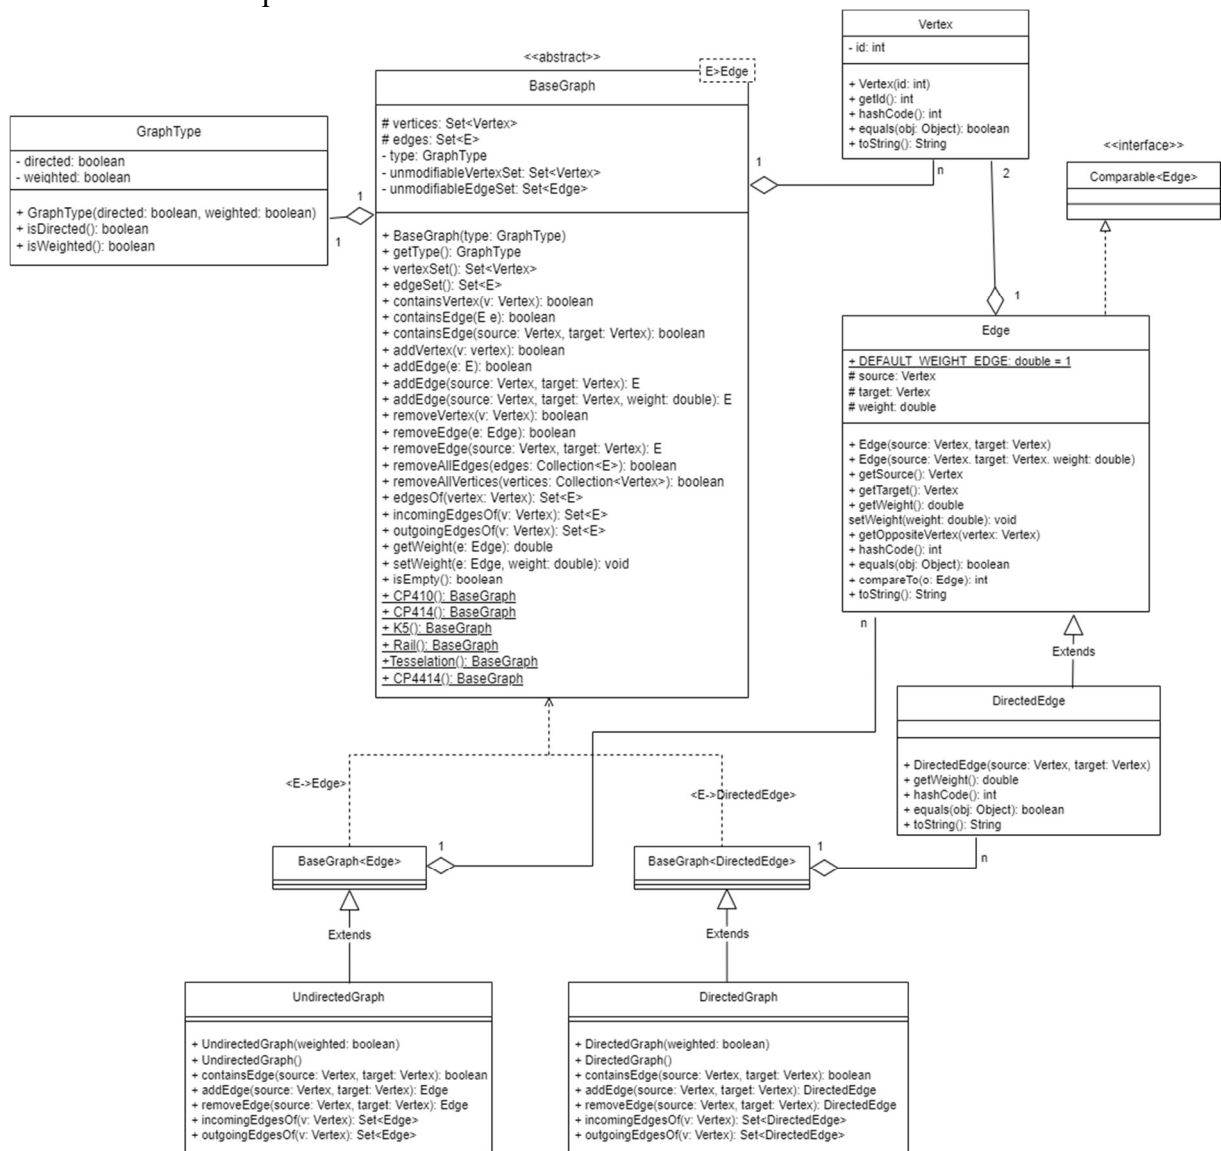 Vertex
- id: int
+ Vertex(id: int)
+ getId(): int
+ hashCode(): int
+ equals(obj: Object): boolean
+ toString(): String
n
2
<<abstract>>
E>Edge
BaseGraph
# vertices: Set<Vertex>
# edges: Set<E>
- type: GraphType
- unmodifiableVertexSet: Set<Vertex>
- unmodifiableEdgeSet: Set<Edge>
+ BaseGraph(type: GraphType)
+ getType(): GraphType
+ vertexSet(): Set<Vertex>
+ edgeSet(): Set<E>
+ containsVertex(v: Vertex): boolean
+ containsEdge(E e): boolean
+ containsEdge(source: Vertex, target: Vertex): boolean
+ addVertex(v: vertex): boolean
+ addEdge(e: E): boolean
+ addEdge(source: Vertex, target: Vertex): E
+ addEdge(source: Vertex, target: Vertex, weight: double): E
+ removeVertex(v: Vertex): boolean
+ removeEdge(e: Edge): boolean
+ removeEdge(source: Vertex, target: Vertex): E
+ removeAllEdges(edges: Collection<E>): boolean
+ removeAllVertices(vertices: Collection<Vertex>): boolean
+ edgesOf(vertex: Vertex): Set<E>
+ incomingEdgesOf(v: Vertex): Set<E>
+ outgoingEdgesOf(v: Vertex): Set<E>
+ getWeight(e: Edge): double
+ setWeight(e: Edge, weight: double): void
+ isEmpty(): boolean
+ CP410(): BaseGraph
+ CP414(): BaseGraph
+ K5(): BaseGraph
+ Rail(): BaseGraph
+Tesselation(): BaseGraph
+ CP4414(): BaseGraph
1
GraphType
- directed: boolean
- weighted: boolean
+ GraphType(directed: boolean, weighted: boolean)
+ isDirected(): boolean
+ isWeighted(): boolean
1
1
<<interface>>
Comparable<Edge>
1
Edge
+ DEFAULT_WEIGHT_EDGE: double = 1
# source: Vertex
# target: Vertex
# weight: double
+ Edge(source: Vertex, target: Vertex)
+ Edge(source: Vertex. target: Vertex. weight: double)
+ getSource(): Vertex
+ getTarget(): Vertex
+ getWeight(): double
setWeight(weight: double): void
+ getOppositeVertex(vertex: Vertex)
+ hashCode(): int
+ equals(obj: Object): boolean
+ compareTo(o: Edge): int
+ toString(): String
n
Extends
DirectedEdge
+ DirectedEdge(source: Vertex, target: Vertex)
+ getWeight(): double
+ hashCode(): int
+ equals(obj: Object): boolean
+ toString(): String
n
<E->Edge>
<E->DirectedEdge>
BaseGraph<Edge>
1
BaseGraph<DirectedEdge>
1
Extends
Extends
UndirectedGraph
+ UndirectedGraph(weighted: boolean)
+ UndirectedGraph()
+ containsEdge(source: Vertex, target: Vertex): boolean
+ addEdge(source: Vertex, target: Vertex): Edge
+ removeEdge(source: Vertex, target: Vertex): Edge
+ incomingEdgesOf(v: Vertex): Set<Edge>
+ outgoingEdgesOf(v: Vertex): Set<Edge>
DirectedGraph
+ DirectedGraph(weighted: boolean)
+ DirectedGraph()
+ containsEdge(source: Vertex, target: Vertex): boolean
+ addEdge(source: Vertex, target: Vertex): DirectedEdge
+ removeEdge(source: Vertex, target: Vertex): DirectedEdge
+ incomingEdgesOf(v: Vertex): Set<DirectedEdge>
+ outgoingEdgesOf(v: Vertex): Set<DirectedEdge>